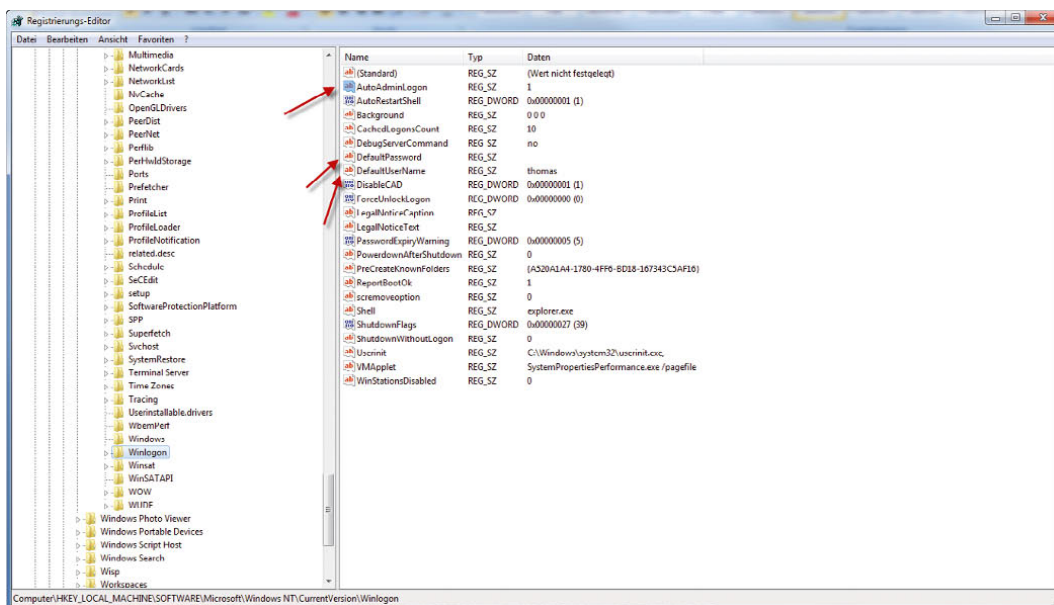 Registrierungs-Editor
Datei Bearbeiten Ansicht Favoriten ?
Multimedia
NetworkCards
NetworkList
NvCache
OpenGLDrivers
PeerDist
PeerNet
Perflib
PerHwIdStorage
Ports
Prefetcher
Print
ProfileList
ProfileLoader
ProfileNotification
related.desc
Schedule
SeCEdit
setup
SoftwareProtectionPlatform
SPP
Superfetch
Svchost
SystemRestore
Terminal Server
Time Zones
Tracing
Userinstallable.drivers
WbemPerf
Windows
Winlogon
Winsat
WinSATAPI
WOW
WUDF
Windows Photo Viewer
Windows Portable Devices
Windows Script Host
Windows Search
Wisp
Workspaces
Name Typ Daten
(Standard) REG_SZ (Wert nicht festgelegt)
AutoAdminLogon REG_SZ 1
AutoRestartShell REG_DWORD 0x00000001 (1)
Background REG_SZ 0 0 0
CachedLogonsCount REG_SZ 10
DebugServerCommand REG_SZ no
DefaultPassword REG_SZ
DefaultUserName REG_SZ thomas
DisableCAD REG_DWORD 0x00000001 (1)
ForceUnlockLogon REG_DWORD 0x00000000 (0)
LegalNoticeCaption REG_SZ
LegalNoticeText REG_SZ
PasswordExpiryWarning REG_DWORD 0x00000005 (5)
PowerdownAfterShutdown REG_SZ 0
PreCreateKnownFolders REG_SZ {A520A1A4-1780-4FF6-BD18-167343C5AF16}
ReportBootOk REG_SZ 1
scremoveoption REG_SZ 0
Shell REG_SZ explorer.exe
ShutdownFlags REG_DWORD 0x00000027 (39)
ShutdownWithoutLogon REG_SZ 0
Userinit REG_SZ C:\Windows\system32\userinit.exe,
VMApplet REG_SZ SystemPropertiesPerformance.exe /pagefile
WinStationsDisabled REG_SZ 0
Computer\HKEY_LOCAL_MACHINE\SOFTWARE\Microsoft\Windows NT\CurrentVersion\Winlogon